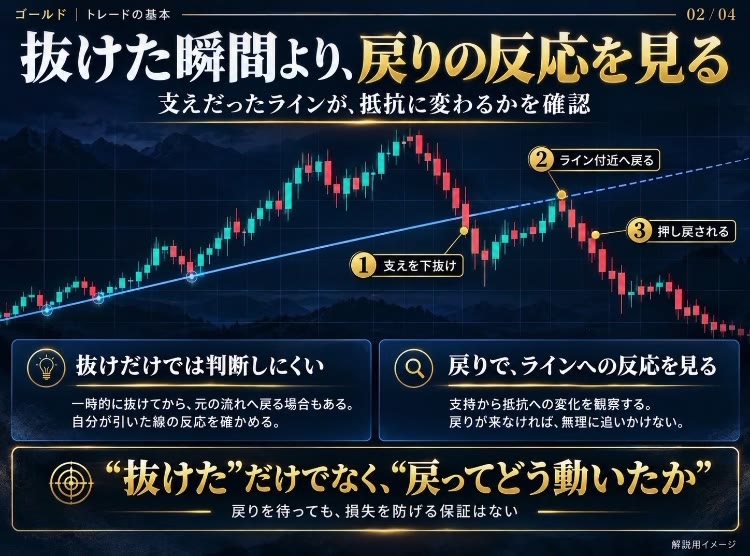 ゴールド｜トレードの基本
02 / 04
抜けた瞬間より、戻りの反応を見る
支えだったラインが、抵抗に変わるかを確認
2 ライン付近へ戻る
3 押し戻される
1 支えを下抜け
抜けだけでは判断しにくい
一時的に抜けてから、元の流れへ戻る場合もある。
自分が引いた線の反応を確かめる。
戻りで、ラインへの反応を見る
支持から抵抗への変化を観察する。
戻りが来なければ、無理に追いかけない。
“抜けた”だけでなく、“戻ってどう動いたか”
戻りを待っても、損失を防げる保証はない
解説用イメージ